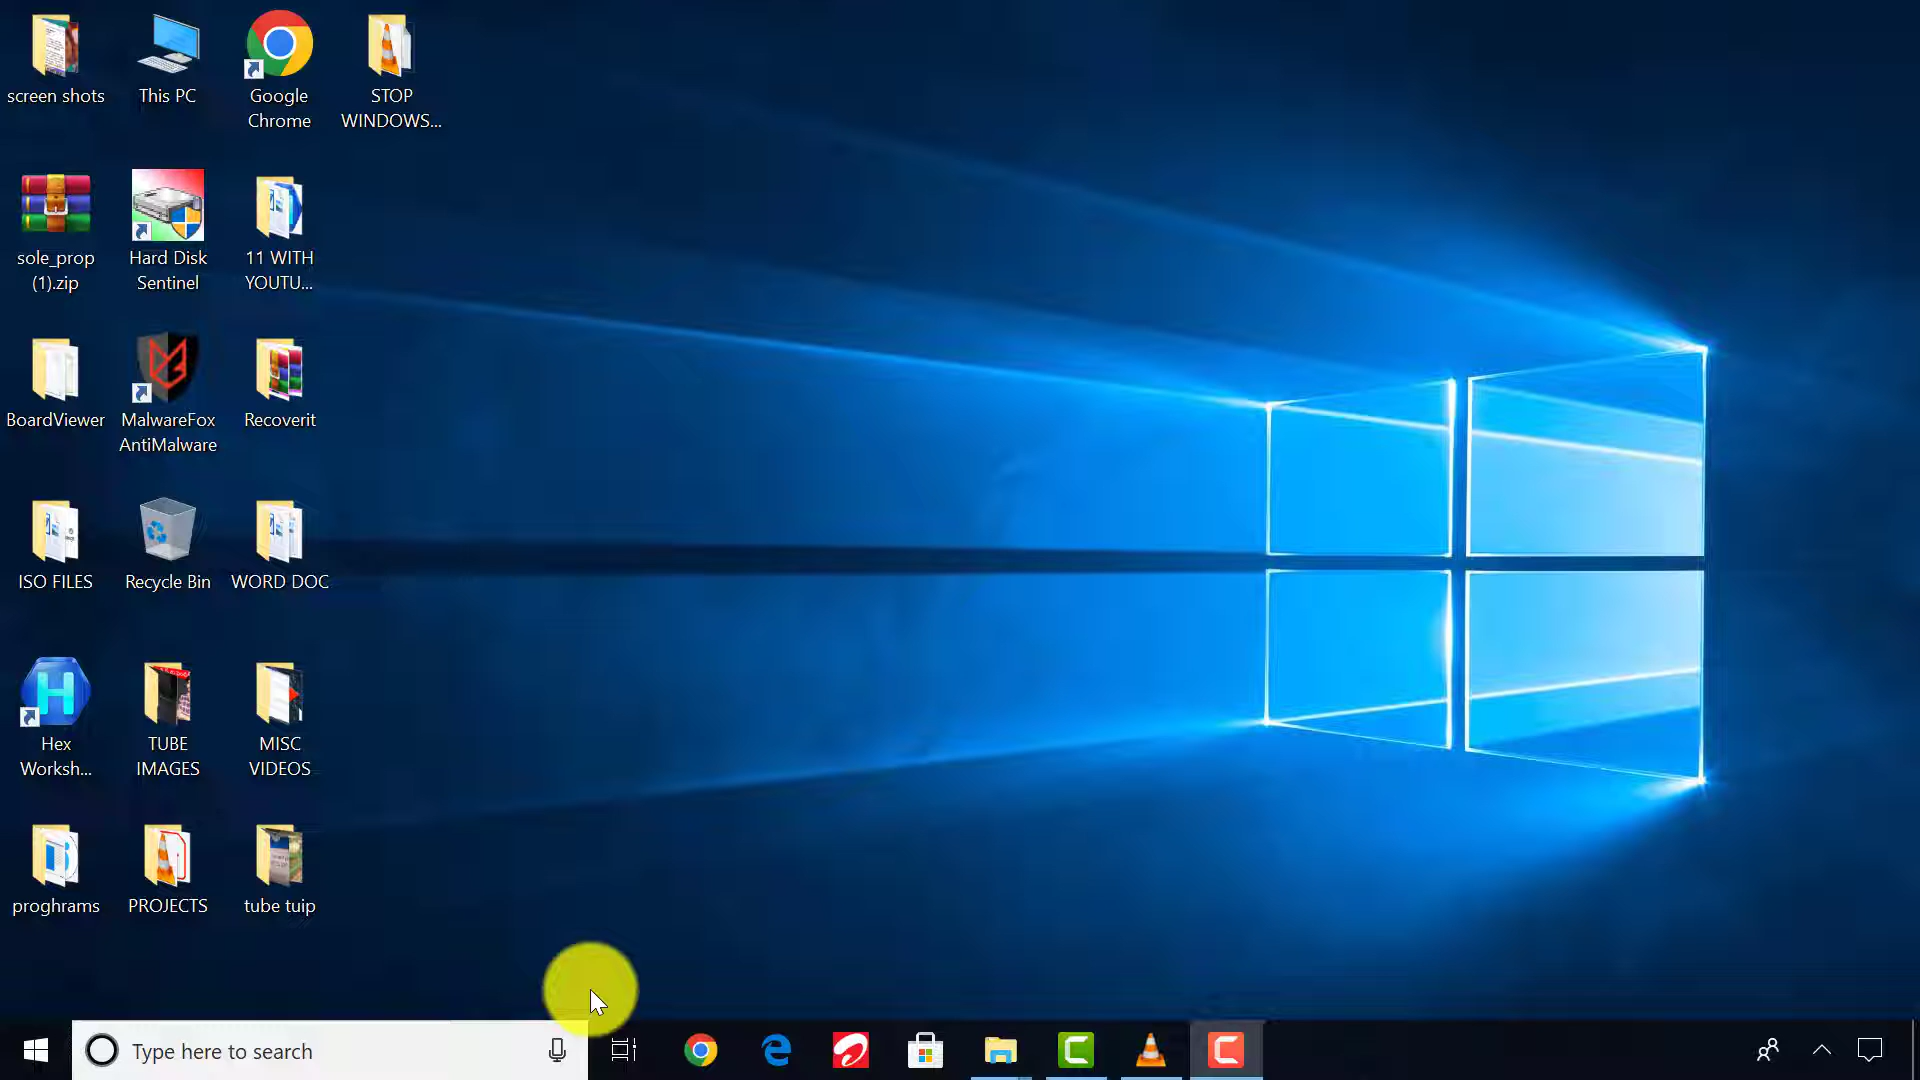 screen shots
This PC
Google
Chrome
STOP
WINDOWS...
sole_prop
(1).zip
Hard Disk
Sentinel
11 WITH
YOUTU...
BoardViewer
MalwareFox
AntiMalware
Recoverit
ISO FILES
Recycle Bin
WORD DOC
Hex
Worksh...
TUBE
IMAGES
MISC
VIDEOS
proghrams
PROJECTS
tube tuip
Type here to search